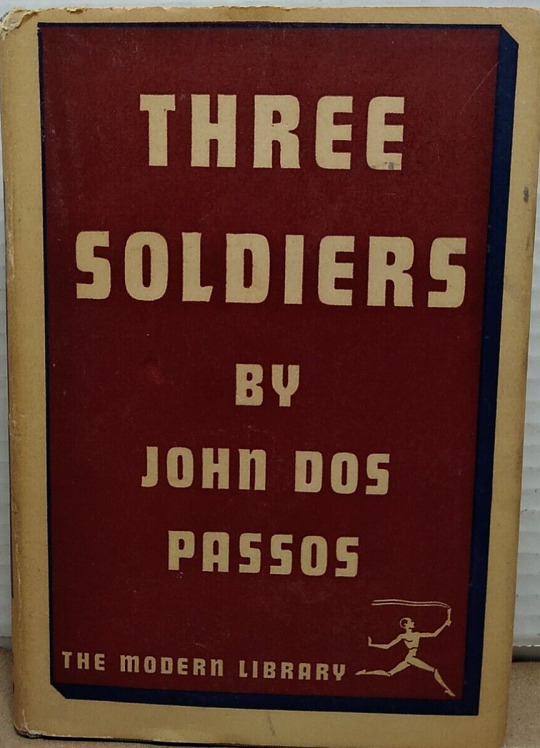 THREE
SOLDIERS
BY
JOHN DOS
PASSOS
THE MODERN LIBRARY